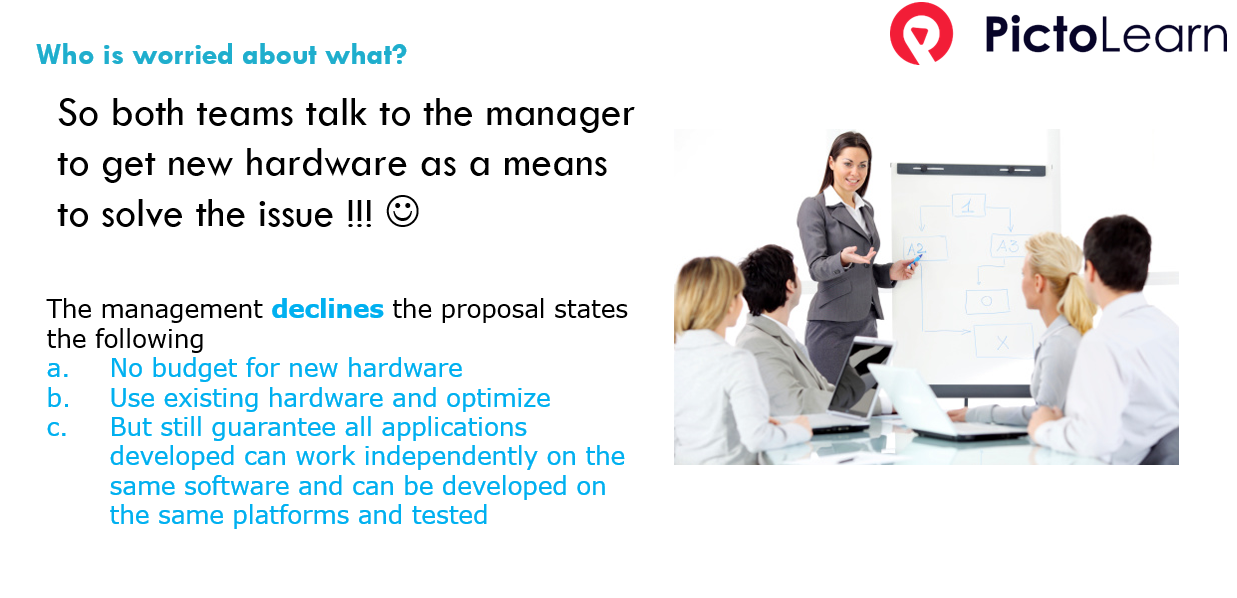 PictoLearn
Who is worried about what?
So both teams talk to the manager
to get new hardware as a means
to solve the issue !!! ☺
The management declines the proposal states
the following
a. No budget for new hardware
b. Use existing hardware and optimize
c. But still guarantee all applications
developed can work independently on the
same software and can be developed on
the same platforms and tested
1
A2
A3
O
X